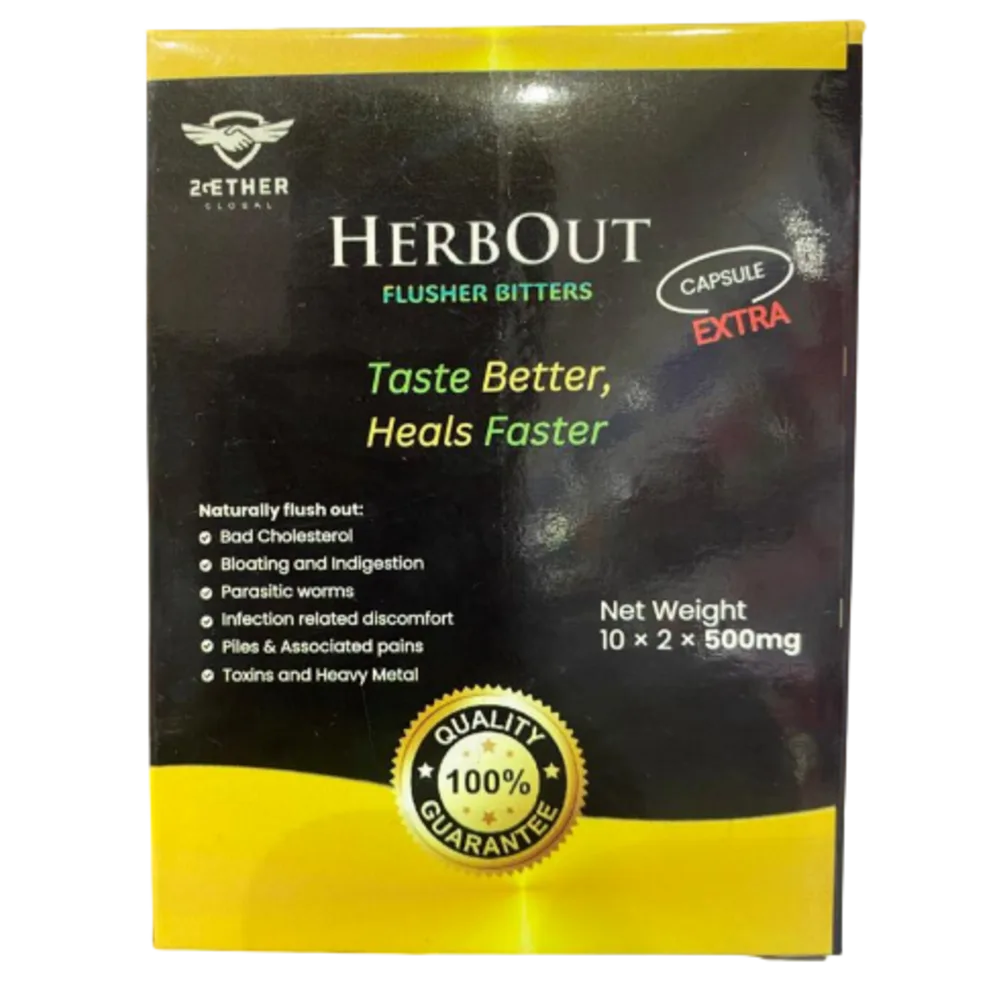 2GETHER
GLOBAL
HERBOUT
FLUSHER BITTERS
CAPSULE
EXTRA
Taste Better,
Heals Faster
Naturally flush out:
Bad Cholesterol
Bloating and Indigestion
Parasitic worms
Infection related discomfort
Piles & Associated pains
Toxins and Heavy Metal
Net Weight
10 × 2 × 500mg
QUALITY
100%
GUARANTEE